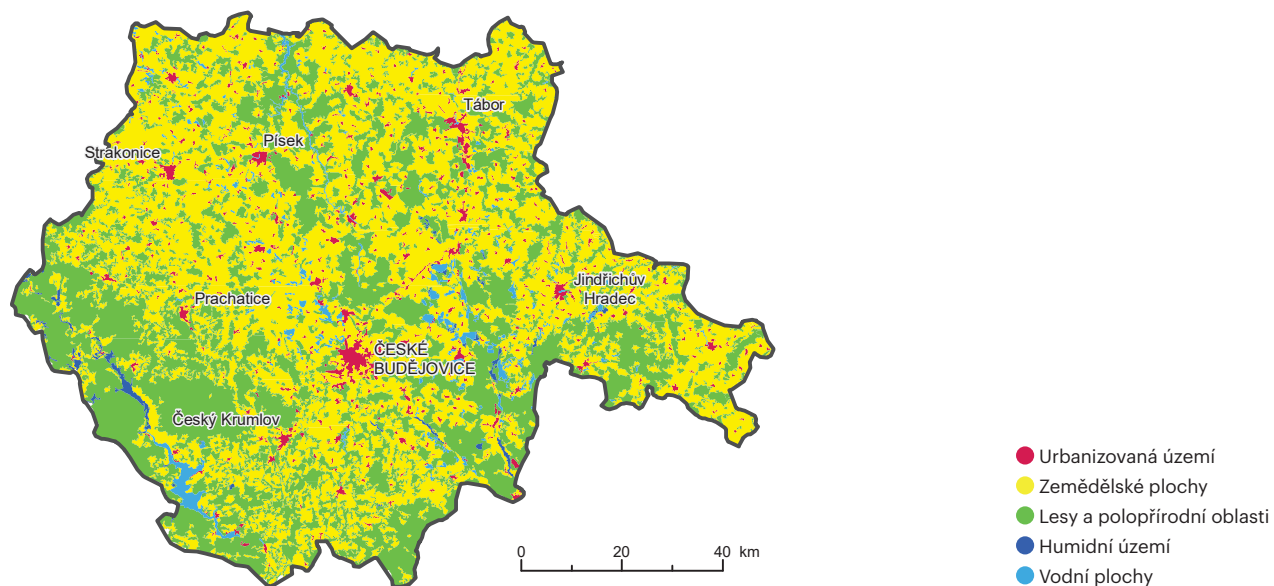 Tábor
Písek
Strakonice
Jindřichův
Hradec
Prachatice
ČESKÉ
BUDĚJOVICE
Český Krumlov
0 20 40 km
Urbanizovaná území
Zemědělské plochy
Lesy a polopřírodní oblasti
Humidní území
Vodní plochy